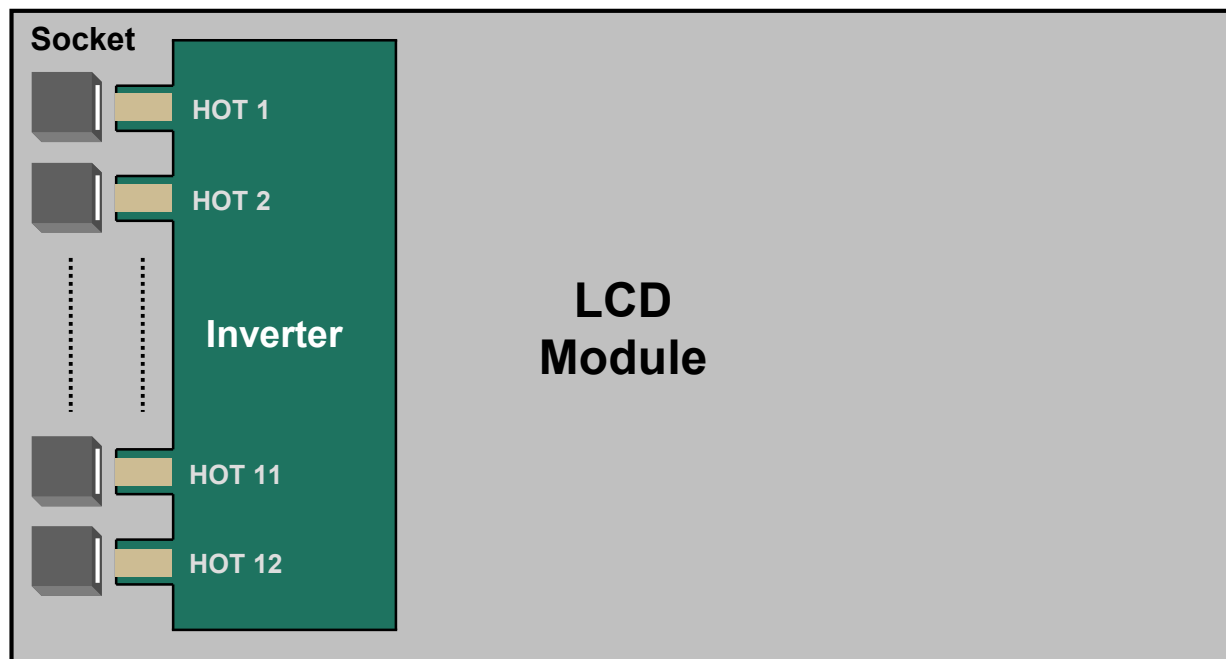 Socket
HOT 1
HOT 2
Inverter
LCD
Module
HOT 11
HOT 12